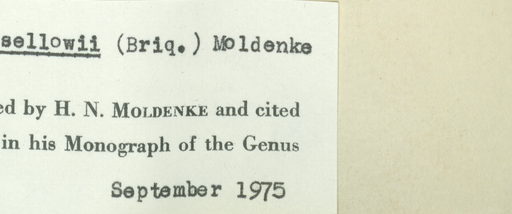 sellowii (Briq.) Moldenke
ed by H. N. MOLDENKE and cited
in his Monograph of the Genus
September 1975